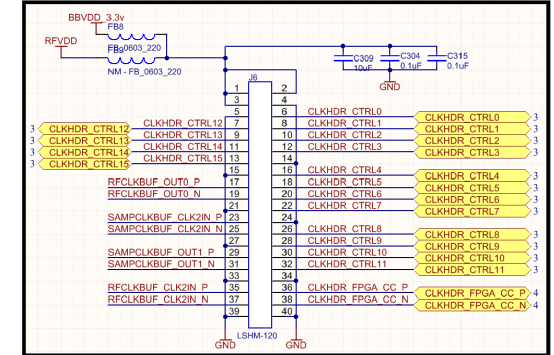 BBVDD_3.3v
FB8
RFVDD
FB_0603_220
FB9
NM - FB_0603_220
C309
10uF
C304
0.1uF
C315
0.1uF
GND
J6
1 2
3 4
5 6 CLKHDR_CTRL0 CLKHDR_CTRL0 3
3 CLKHDR_CTRL12 CLKHDR_CTRL12 7 8 CLKHDR_CTRL1 CLKHDR_CTRL1 3
3 CLKHDR_CTRL13 CLKHDR_CTRL13 9 10 CLKHDR_CTRL2 CLKHDR_CTRL2 3
3 CLKHDR_CTRL14 CLKHDR_CTRL14 11 12 CLKHDR_CTRL3 CLKHDR_CTRL3 3
3 CLKHDR_CTRL15 CLKHDR_CTRL15 13 14
15 16 CLKHDR_CTRL4 CLKHDR_CTRL4 3
RFCLKBUF_OUT0_P 17 18 CLKHDR_CTRL5 CLKHDR_CTRL5 3
RFCLKBUF_OUT0_N 19 20 CLKHDR_CTRL6 CLKHDR_CTRL6 3
21 22 CLKHDR_CTRL7 CLKHDR_CTRL7 3
SAMPCLKBUF_CLK2IN_P 23 24
SAMPCLKBUF_CLK2IN_N 25 26 CLKHDR_CTRL8 CLKHDR_CTRL8 3
27 28 CLKHDR_CTRL9 CLKHDR_CTRL9 3
SAMPCLKBUF_OUT1_P 29 30 CLKHDR_CTRL10 CLKHDR_CTRL10 3
SAMPCLKBUF_OUT1_N 31 32 CLKHDR_CTRL11 CLKHDR_CTRL11 3
33 34
RFCLKBUF_CLK2IN_P 35 36 CLKHDR_FPGA_CC_P CLKHDR_FPGA_CC_P 4
RFCLKBUF_CLK2IN_N 37 38 CLKHDR_FPGA_CC_N CLKHDR_FPGA_CC_N 4
39 40
LSHM-120
GND GND